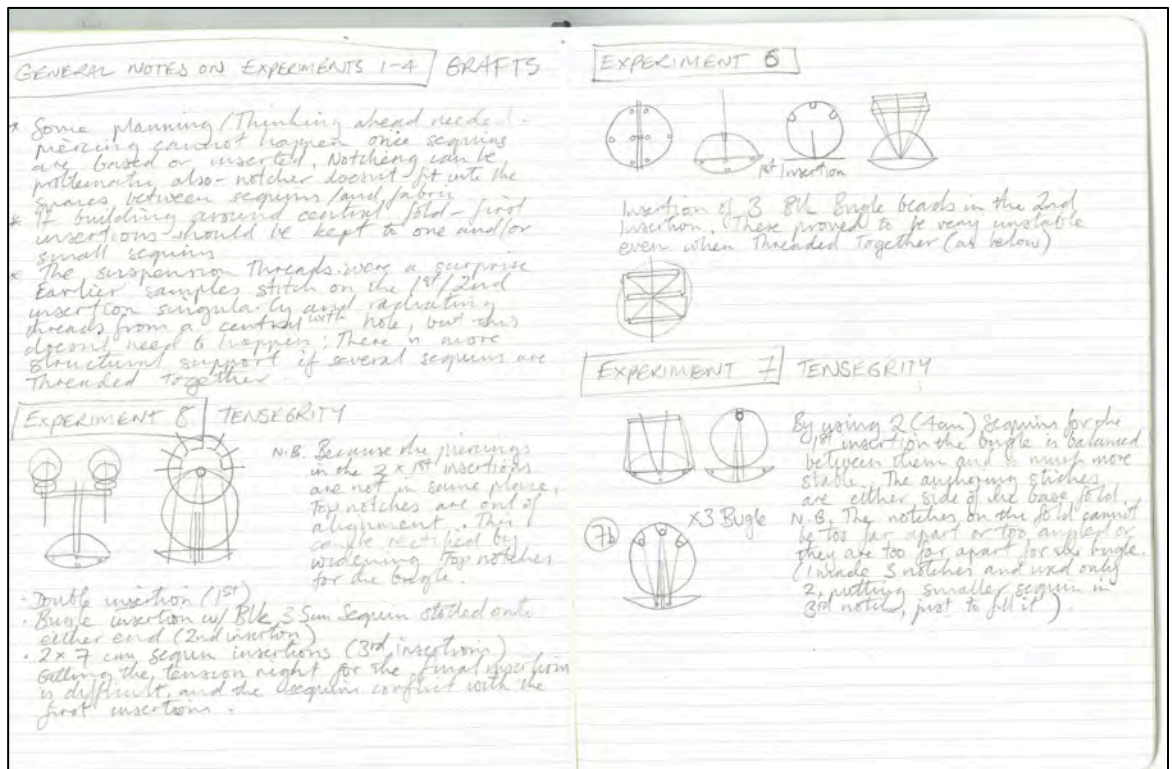 GENERAL NOTES ON EXPERIMENTS 1-4 GRAFTS
* Some planning/Thinking ahead needed -
piercing cannot happen once sequins
are based or inserted. Notching can be
problematic also - notcher doesn't fit into the
spaces between sequins/and fabric
* If building around central fold - first
insertions should be kept to one and/or
small sequins
* The suspension Threads were a surprise
Earlier samples stitch on the 1st/2nd
insertion singularly and radiating
threads from a central with hole, but this
doesn't need to happen; There is more
structural support if several sequins are
Threaded Together.
EXPERIMENT 8 TENSEGRITY
N.B. Because the piercings
in the 2 x 1st insertions
are not in same place,
Top notches are out of
alignment. This
can be rectified by
widening Top notches
for the bugle.
· Double insertion (1st)
· Bugle insertion w/ Blk 3.5mm Sequin slotted onto
either end (2nd insertion)
· 2 x 7 cm sequin insertions (3rd insertions)
Getting the tension right for the final insertion
is difficult, and the sequins conflict with the
first insertions.
EXPERIMENT 6
1st Insertion
Insertion of 3 Blk Bugle beads in the 2nd
Insertion. These proved to be very unstable
even when Threaded Together (as below)
EXPERIMENT 7 TENSEGRITY
By using 2 (4cm) Sequins for the
1st insertion the bugle is balanced
between them and is much more
stable. The anchoring stiches
are either side of the base fold.
7b X3 Bugle
N.B. The notches on the fold cannot
be too far apart or too angled or
they are too far apart for the bugle.
(I made 3 notches and used only
2, putting smaller sequin in
3rd notch, just to fill it)